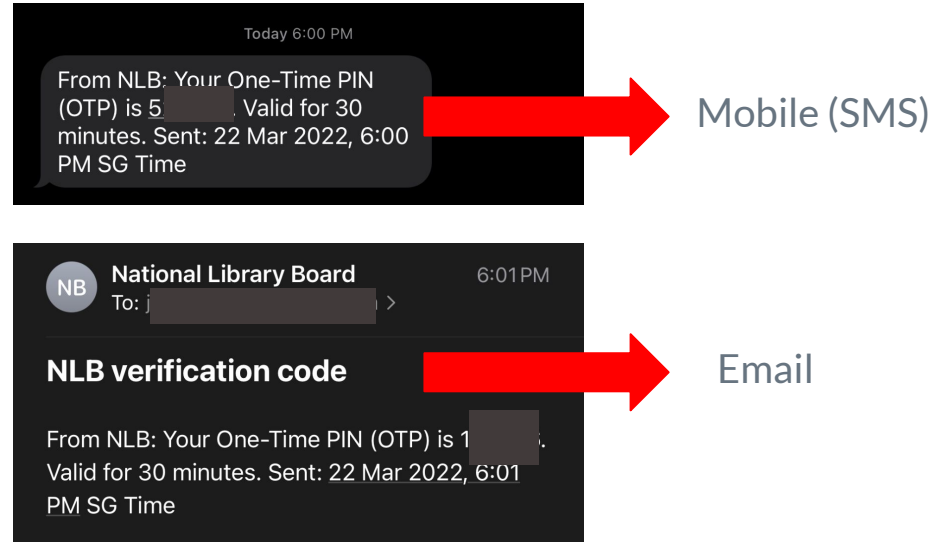 Today 6:00 PM
From NLB: Your One-Time PIN
(OTP) is 5 . Valid for 30
minutes. Sent: 22 Mar 2022, 6:00
PM SG Time
Mobile (SMS)
NB
National Library Board
6:01PM
To: j
NLB verification code
Email
From NLB: Your One-Time PIN (OTP) is 1 .
Valid for 30 minutes. Sent: 22 Mar 2022, 6:01
PM SG Time